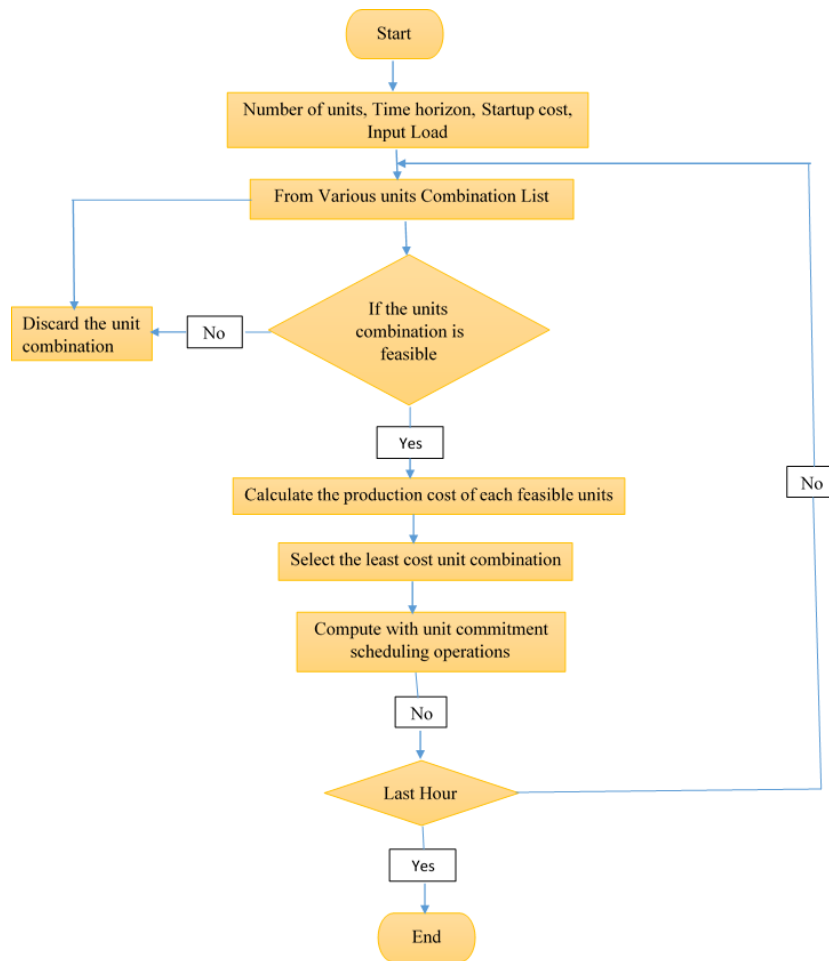 Start
Number of units, Time horizon, Startup cost,
Input Load
From Various units Combination List
If the units
combination is
feasible
No
Discard the unit
combination
Yes
Calculate the production cost of each feasible units
No
Select the least cost unit combination
Compute with unit commitment
scheduling operations
No
Last Hour
Yes
End